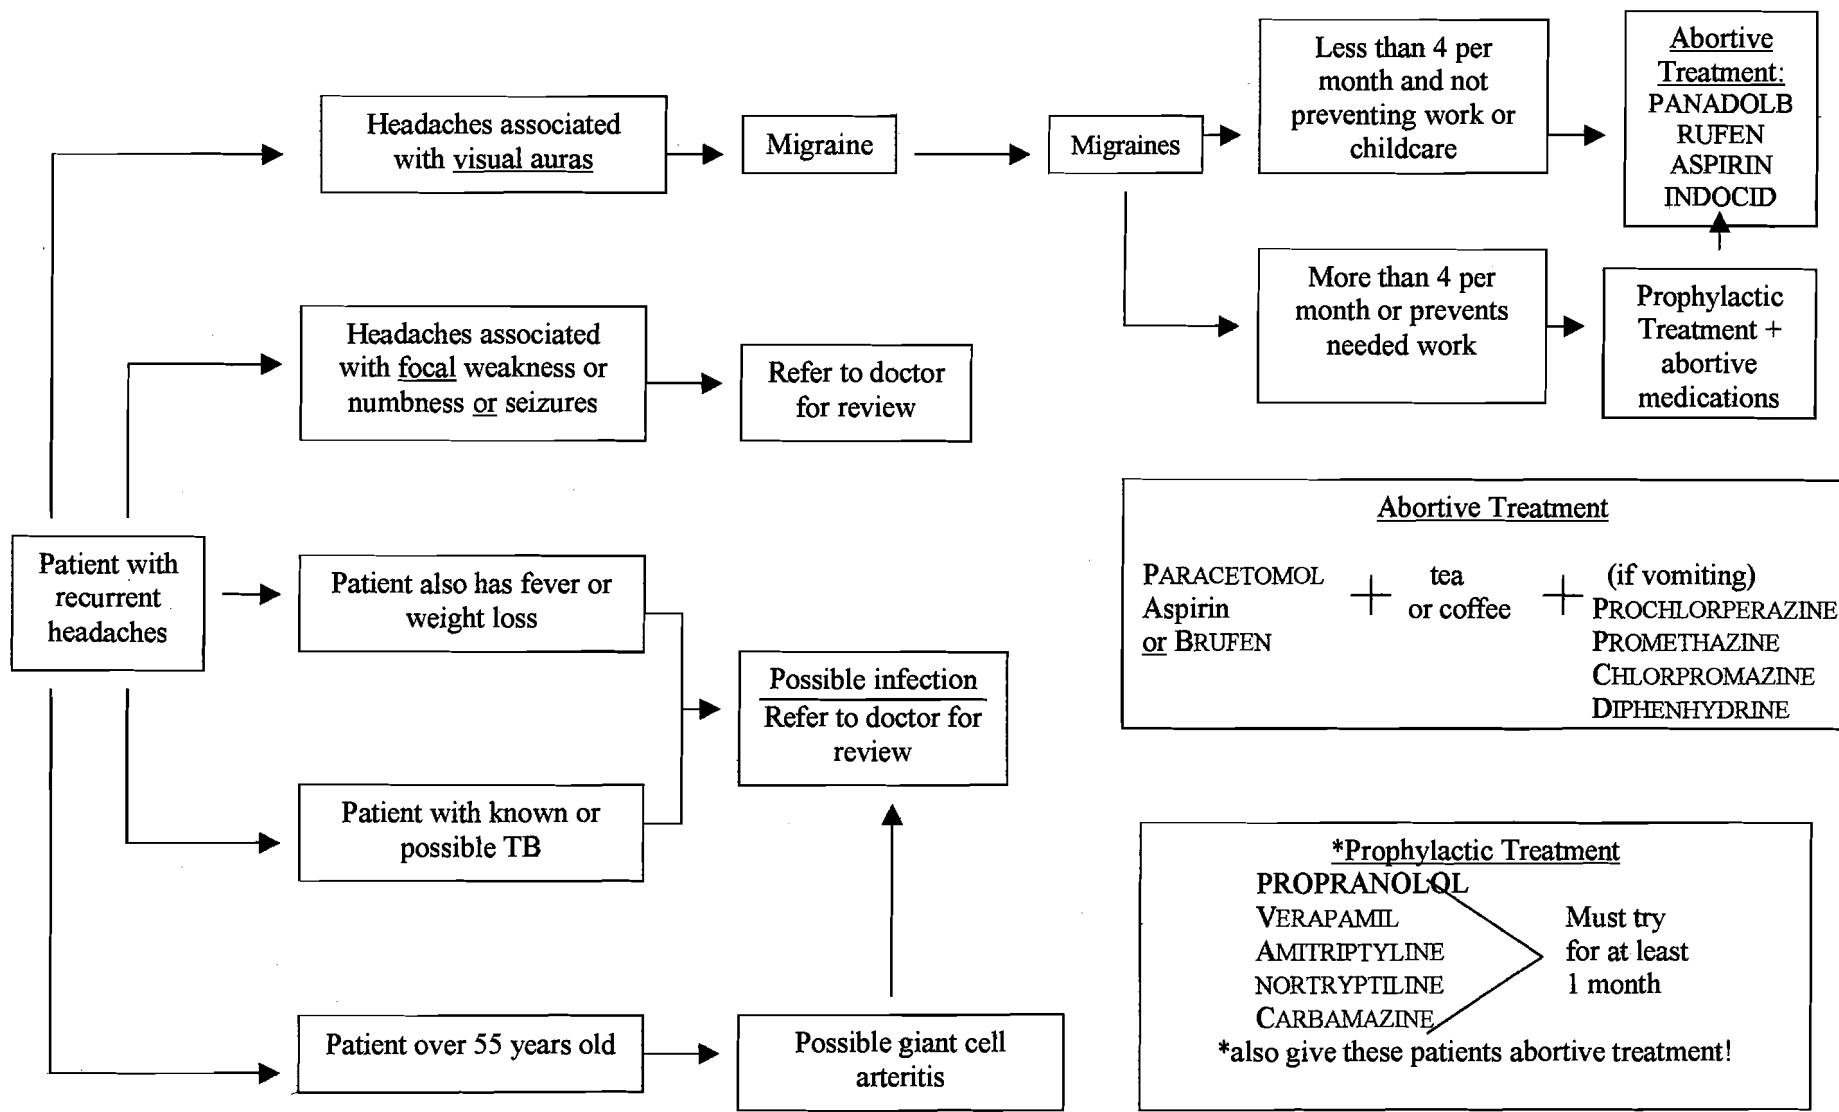 Patient with
recurrent
headaches
Headaches associated
with visual auras
Migraine
Migraines
Less than 4 per
month and not
preventing work or
childcare
Abortive
Treatment:
PANADOLB
RUFEN
ASPIRIN
INDOCID
More than 4 per
month or prevents
needed work
Prophylactic
Treatment +
abortive
medications
Headaches associated
with focal weakness or
numbness or seizures
Refer to doctor
for review
Patient also has fever or
weight loss
Patient with known or
possible TB
Possible infection
Refer to doctor for
review
Patient over 55 years old
Possible giant cell
arteritis
Abortive Treatment
PARACETOMOL
Aspirin
or BRUFEN
+
tea
or coffee
+
(if vomiting)
PROCHLORPERAZINE
PROMETHAZINE
CHLORPROMAZINE
DIPHENHYDRINE
*Prophylactic Treatment
PROPRANOLOL
VERAPAMIL
AMITRIPTYLINE
NORTRYPTILINE
CARBAMAZINE
Must try
for at least
1 month
*also give these patients abortive treatment!